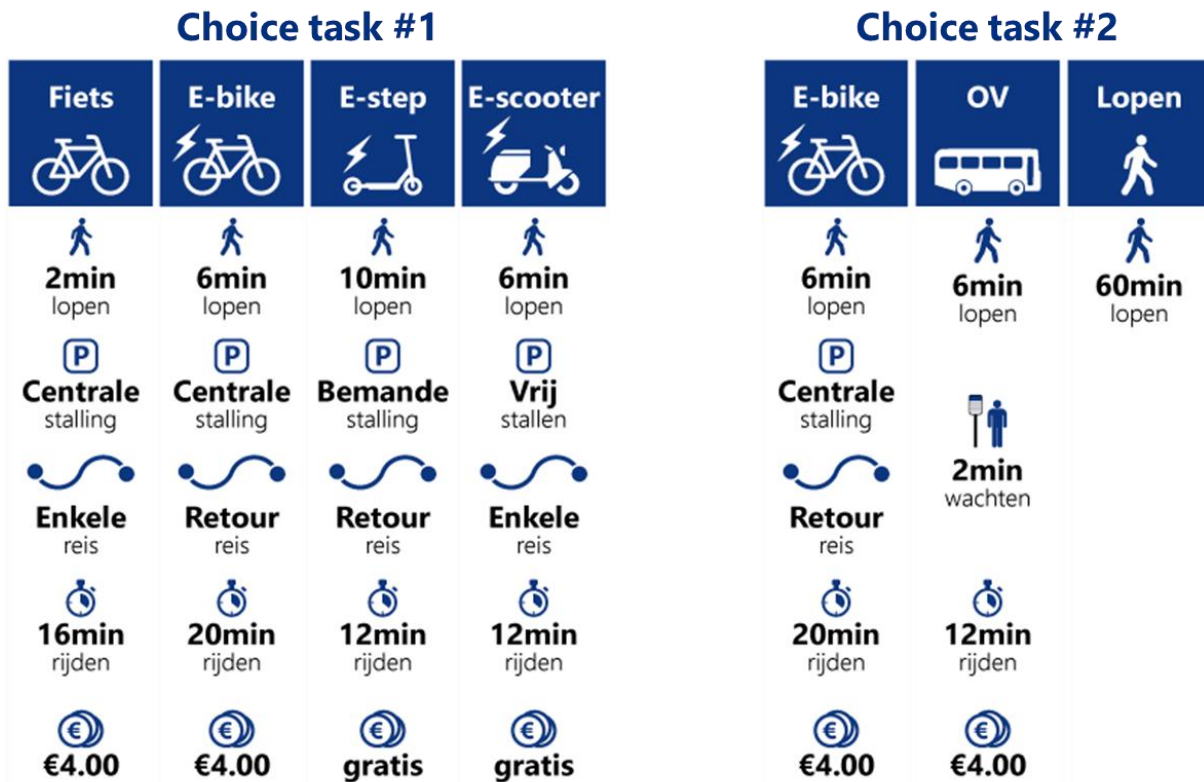 Choice task #1
Fiets E-bike E-step E-scooter
2min 6min 10min 6min
lopen lopen lopen lopen
P P P P
Centrale Centrale Bemande Vrij
stalling stalling stalling stallen
Enkele Retour Retour Enkele
reis reis reis reis
16min 20min 12min 12min
rijden rijden rijden rijden
€ € € €
€4.00 €4.00 gratis gratis
Choice task #2
E-bike OV Lopen
6min 6min 60min
lopen lopen lopen
P
Centrale
stalling
2min
wachten
Retour
reis
20min 12min
rijden rijden
€ €
€4.00 €4.00